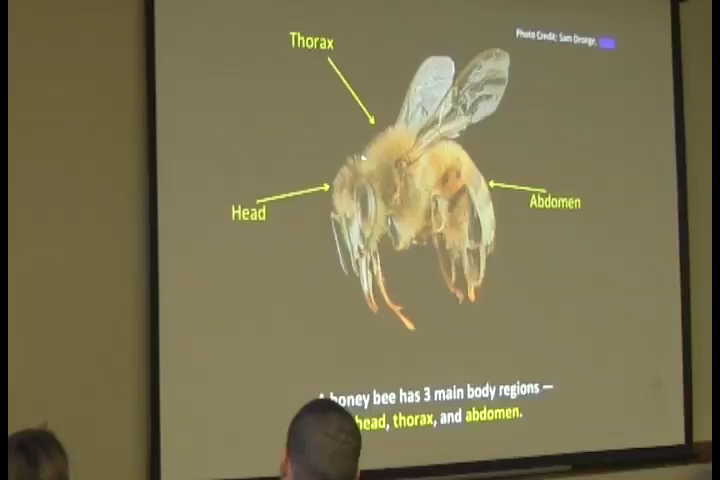 Photo Credit: Sam Droege,
Thorax
Head
Abdomen
honey bee has 3 main body regions —
head, thorax, and abdomen.